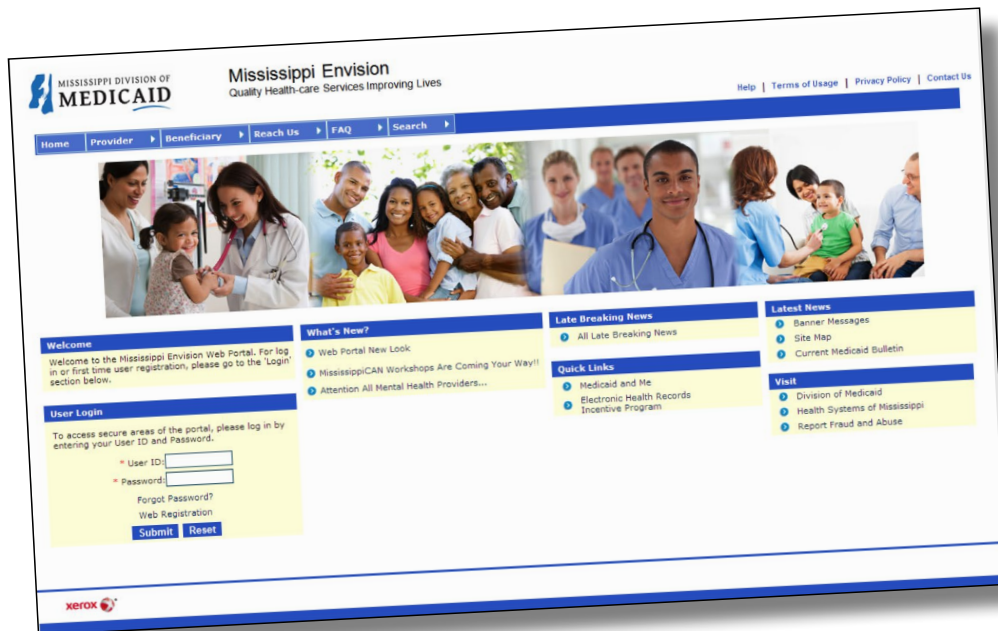 MISSISSIPPI DIVISION OF
MEDICAID
Mississippi Envision
Quality Health-care Services Improving Lives
Help | Terms of Usage | Privacy Policy | Contact Us
Home Provider Beneficiary Reach Us FAQ Search
Welcome
Welcome to the Mississippi Envision Web Portal. For log
in or first time user registration, please go to the 'Login'
section below.
User Login
To access secure areas of the portal, please log in by
entering your User ID and Password.
* User ID:
* Password:
Forgot Password?
Web Registration
Submit Reset
What's New?
Web Portal New Look
MississippiCAN Workshops Are Coming Your Way!!
Attention All Mental Health Providers...
Late Breaking News
All Late Breaking News
Quick Links
Medicaid and Me
Electronic Health Records
Incentive Program
Latest News
Banner Messages
Site Map
Current Medicaid Bulletin
Visit
Division of Medicaid
Health Systems of Mississippi
Report Fraud and Abuse
xerox